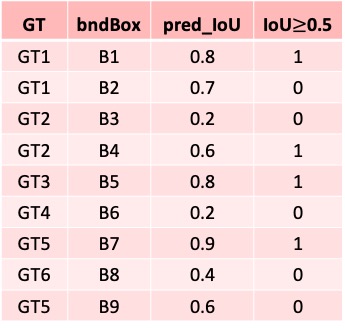 GT bndBox pred_IoU IoU≥0.5
GT1 B1 0.8 1
GT1 B2 0.7 0
GT2 B3 0.2 0
GT2 B4 0.6 1
GT3 B5 0.8 1
GT4 B6 0.2 0
GT5 B7 0.9 1
GT6 B8 0.4 0
GT5 B9 0.6 0